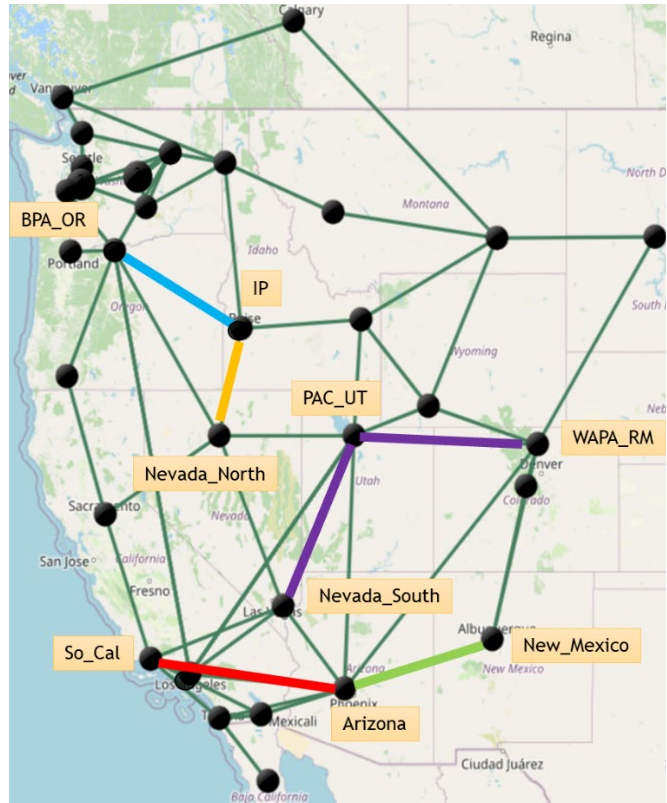 Calgary
Regina
Vancouver
Seattle
North D
Montana
BPA_OR
Portland
Idaho
IP
Boise
Oregon
South
Wyoming
PAC_UT
WAPA_RM
Nevada_North
Denver
Utah
Colorado
Sacramento
Nevada
San Jose
California
Fresno
Las Vegas
Nevada_South
Albuquerque
New_Mexico
So_Cal
Arizona
New Mexico
Los Angeles
Phoenix
Arizona
Mexicali
Ciudad Juárez
Baja California